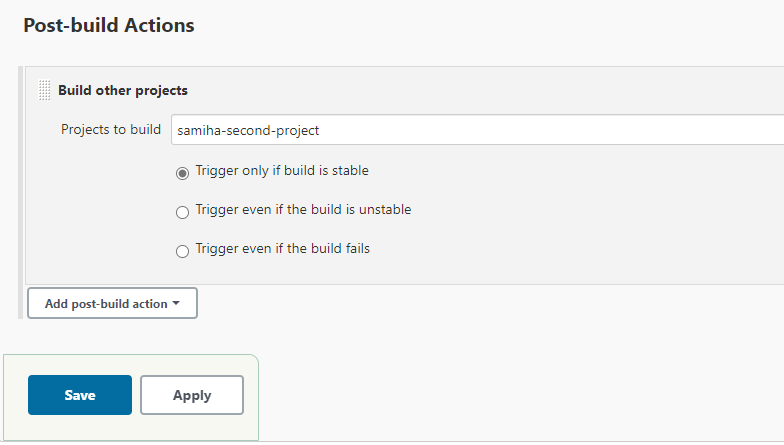 Post-build Actions
Build other projects
Projects to build samiha-second-project
Trigger only if build is stable
Trigger even if the build is unstable
Trigger even if the build fails
Add post-build action
Save Apply